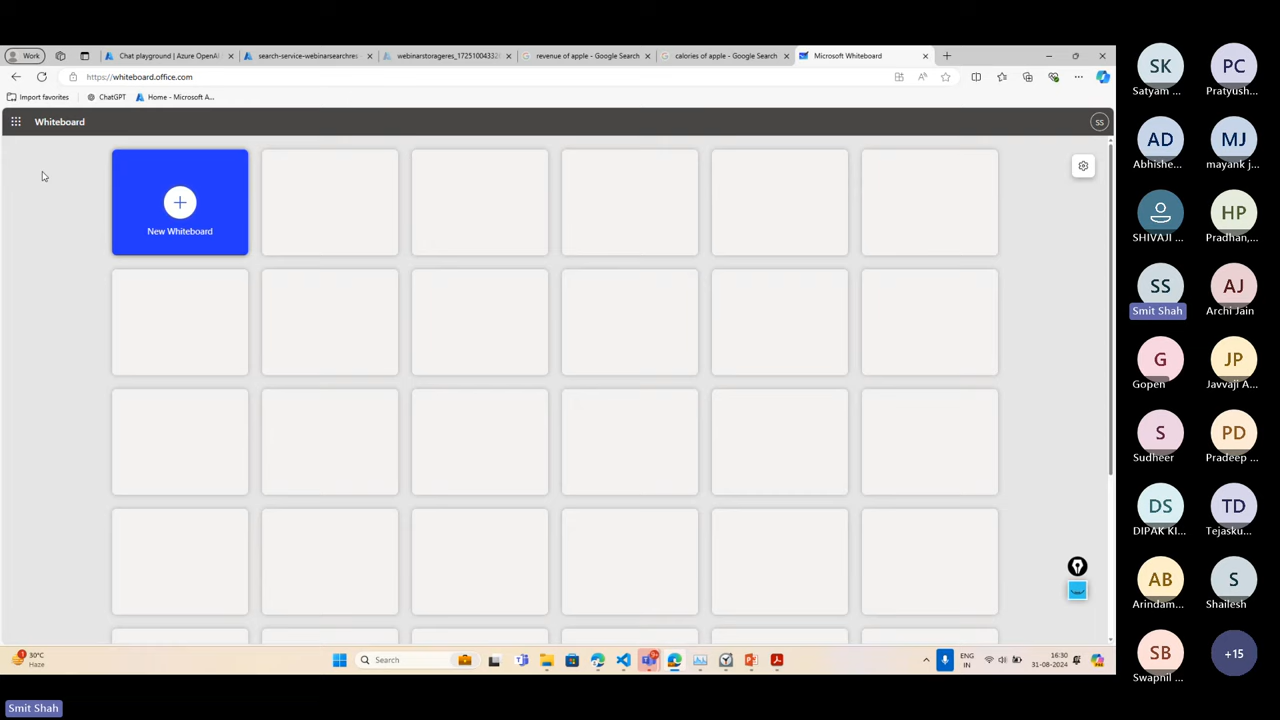 Work
Chat playground | Azure OpenAI
search-service-webinarsearchres
webinarstorageres_1725100433
revenue of apple - Google Search
calories of apple - Google Search
Microsoft Whiteboard
https://whiteboard.office.com
Import favorites
ChatGPT
Home - Microsoft A...
Whiteboard
SS
New Whiteboard
SK
Satyam ...
PC
Pratyush...
AD
Abhishe...
MJ
mayank j...
SHIVAJI ...
HP
Pradhan,...
SS
Smit Shah
AJ
Archi Jain
G
Gopen
JP
Javvaji A...
S
Sudheer
PD
Pradeep ...
DS
DIPAK KI...
TD
Tejasku...
AB
Arindam...
S
Shailesh
SB
Swapnil ...
+15
30°C
Haze
Search
ENG
IN
16:30
31-08-2024
Smit Shah